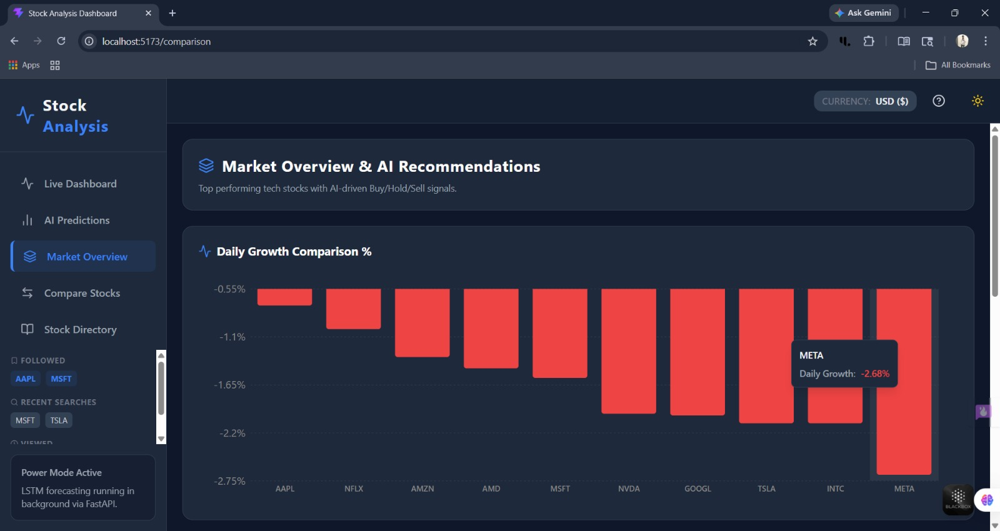 Stock Analysis Dashboard
Ask Gemini
localhost:5173/comparison
Apps
All Bookmarks
Stock
Analysis
CURRENCY: USD ($)
Live Dashboard
AI Predictions
Market Overview
Compare Stocks
Stock Directory
FOLLOWED
AAPL MSFT
RECENT SEARCHES
MSFT TSLA
VIEWED
Power Mode Active
LSTM forecasting running in
background via FastAPI.
Market Overview & AI Recommendations
Top performing tech stocks with AI-driven Buy/Hold/Sell signals.
Daily Growth Comparison %
-0.55%
-1.1%
-1.65%
-2.2%
-2.75%
META
Daily Growth: -2.68%
AAPL NFLX AMZN AMD MSFT NVDA GOOGL TSLA INTC META
BLACKBOX